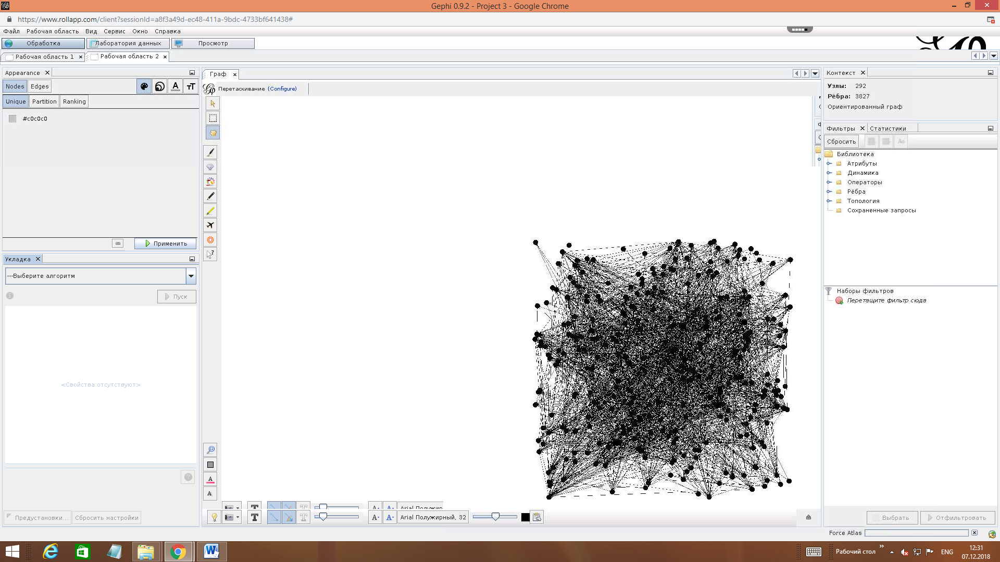 Gephi 0.9.2 - Project 3 - Google Chrome
https://www.rollapp.com/client?sessionId=a8f3a49d-ec48-411a-9bdc-4733bf641438#
Файл Рабочая область Вид Сервис Окно Справка
Обработка Лаборатория данных Просмотр
Рабочая область 1 Рабочая область 2
Appearance
Nodes Edges
Unique Partition Ranking
#c0c0c0
Применить
Укладка
---Выберите алгоритм
Пуск
<Свойства отсутствуют>
Предустановки... Сбросить настройки
Граф
Перетаскивание (Configure)
Arial Полужирный, 32
Контекст
Узлы: 292
Рёбра: 3827
Ориентированный граф
Фильтры Статистики
Сбросить
Библиотека
Атрибуты
Динамика
Операторы
Рёбра
Топология
Сохраненные запросы
Наборы фильтров
Перетащите фильтр сюда
Выбрать Отфильтровать
Force Atlas
Рабочий стол ENG
12:31
07.12.2018